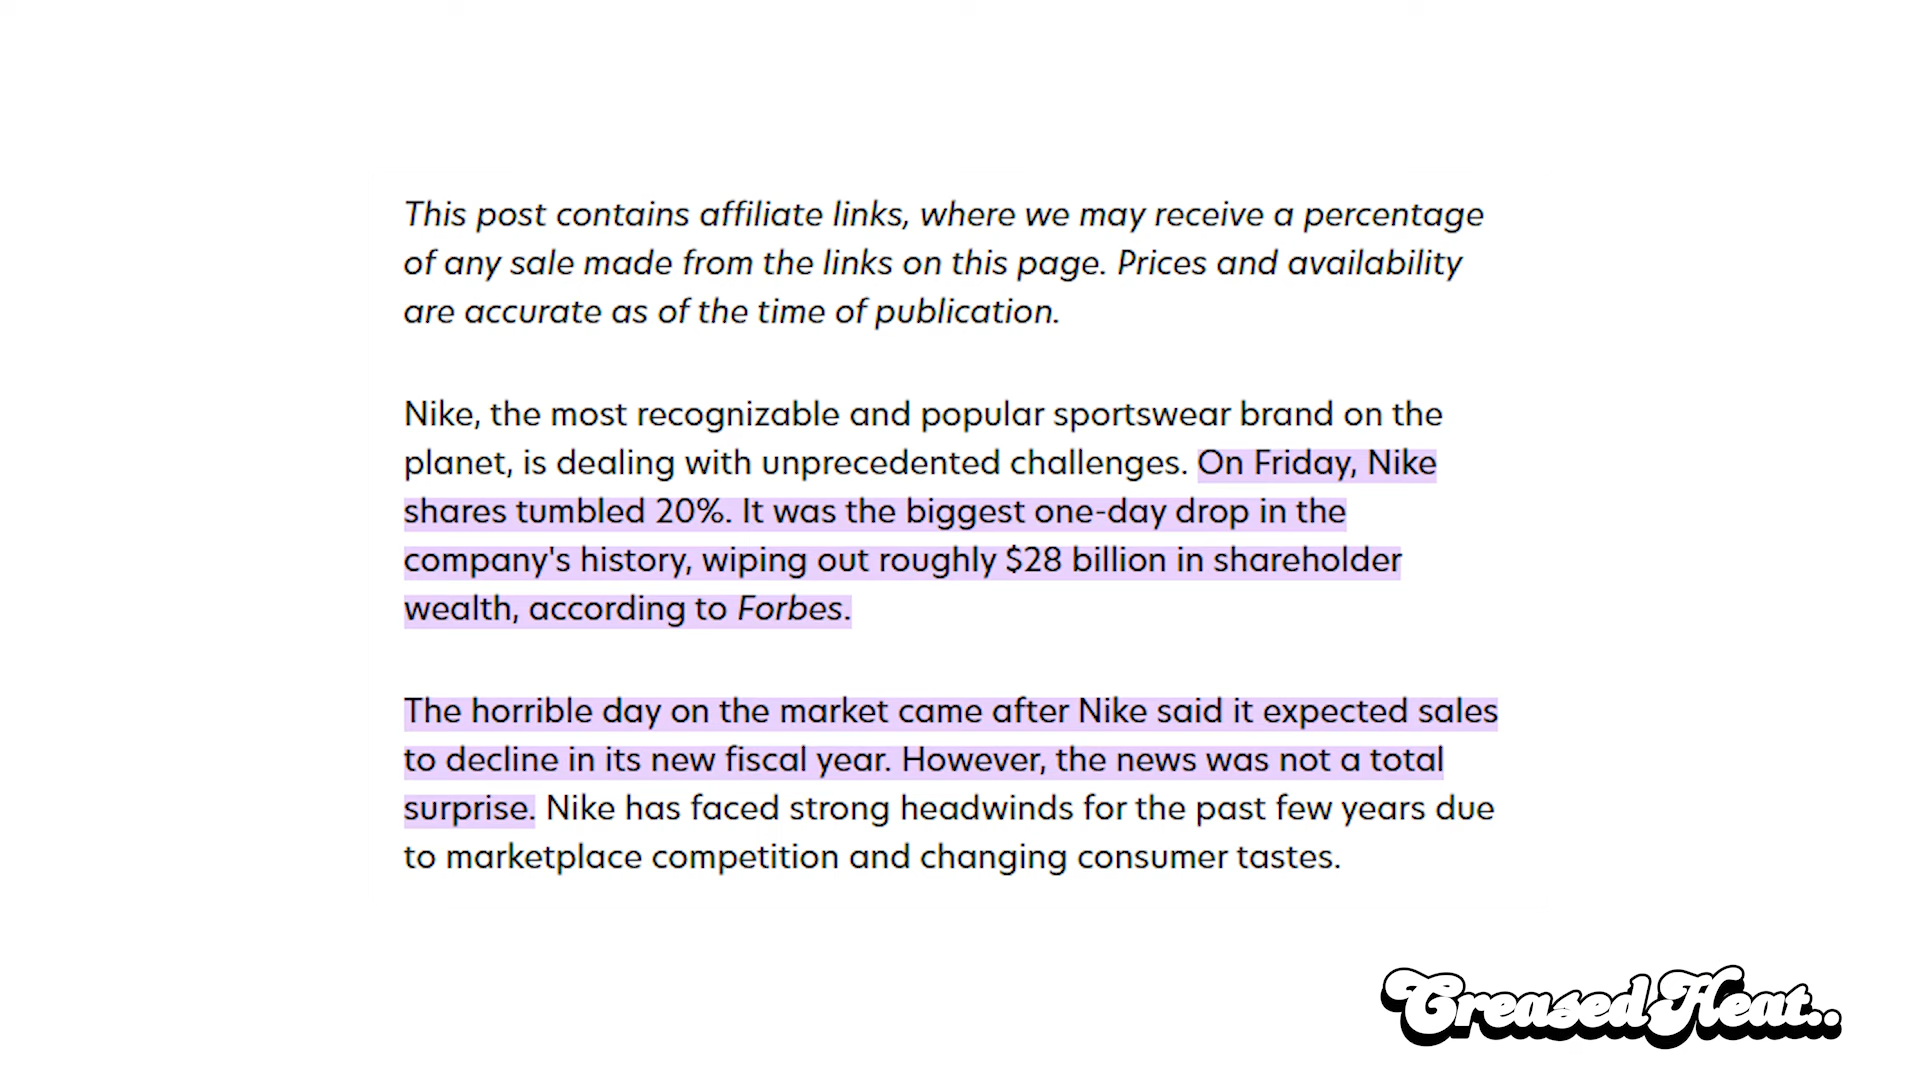 This post contains affiliate links, where we may receive a percentage
of any sale made from the links on this page. Prices and availability
are accurate as of the time of publication.
Nike, the most recognizable and popular sportswear brand on the
planet, is dealing with unprecedented challenges. On Friday, Nike
shares tumbled 20%. It was the biggest one-day drop in the
company's history, wiping out roughly $28 billion in shareholder
wealth, according to Forbes.
The horrible day on the market came after Nike said it expected sales
to decline in its new fiscal year. However, the news was not a total
surprise. Nike has faced strong headwinds for the past few years due
to marketplace competition and changing consumer tastes.
Creased Heat..